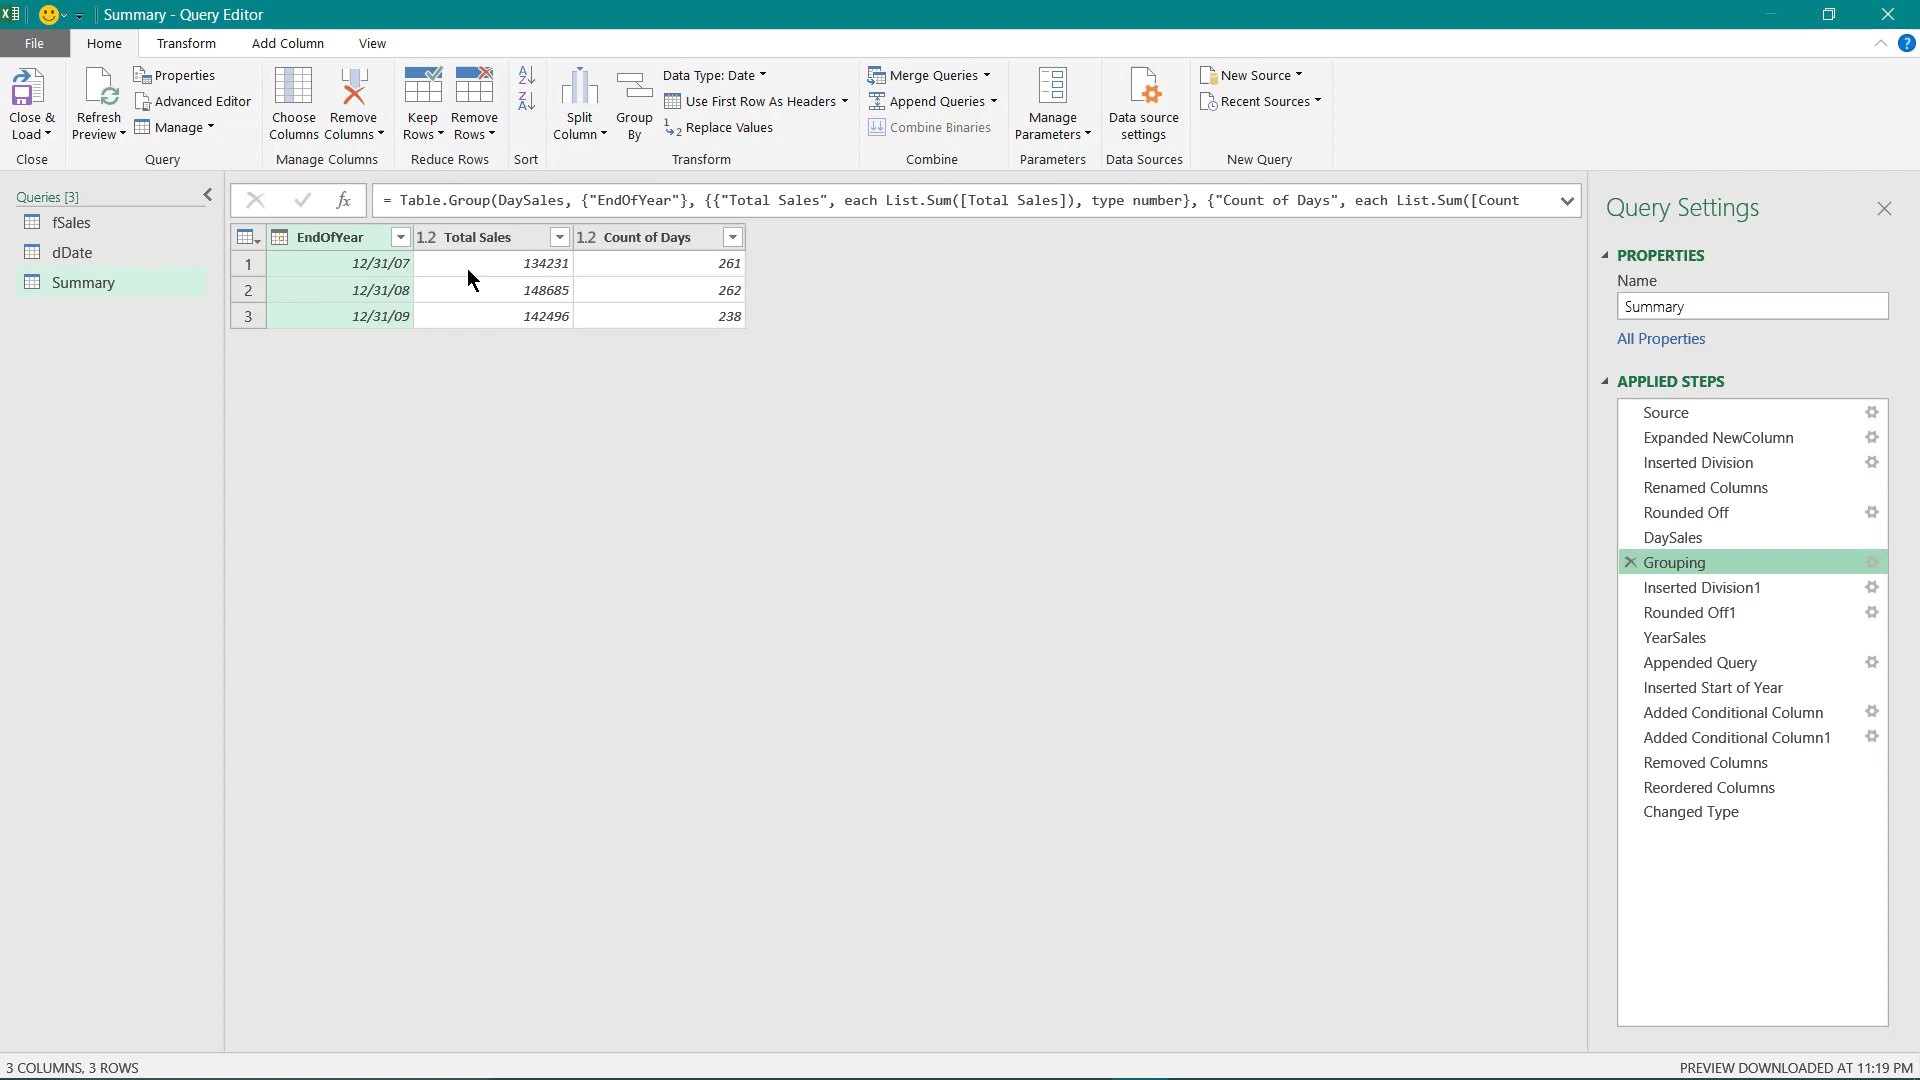 Summary - Query Editor
File Home Transform Add Column View
Close & Load
Close
Refresh Preview
Properties
Advanced Editor
Manage
Query
Choose Columns
Remove Columns
Manage Columns
Keep Rows
Remove Rows
Reduce Rows
Sort
Split Column
Group By
Data Type: Date
Use First Row As Headers
Replace Values
Transform
Merge Queries
Append Queries
Combine Binaries
Combine
Manage Parameters
Parameters
Data source settings
Data Sources
New Source
Recent Sources
New Query
Queries [3]
fSales
dDate
Summary
fx = Table.Group(DaySales, {"EndOfYear"}, {{"Total Sales", each List.Sum([Total Sales]), type number}, {"Count of Days", each List.Sum([Count
EndOfYear 1.2 Total Sales 1.2 Count of Days
1 12/31/07 134231 261
2 12/31/08 148685 262
3 12/31/09 142496 238
Query Settings
PROPERTIES
Name
Summary
All Properties
APPLIED STEPS
Source
Expanded NewColumn
Inserted Division
Renamed Columns
Rounded Off
DaySales
Grouping
Inserted Division1
Rounded Off1
YearSales
Appended Query
Inserted Start of Year
Added Conditional Column
Added Conditional Column1
Removed Columns
Reordered Columns
Changed Type
3 COLUMNS, 3 ROWS
PREVIEW DOWNLOADED AT 11:19 PM